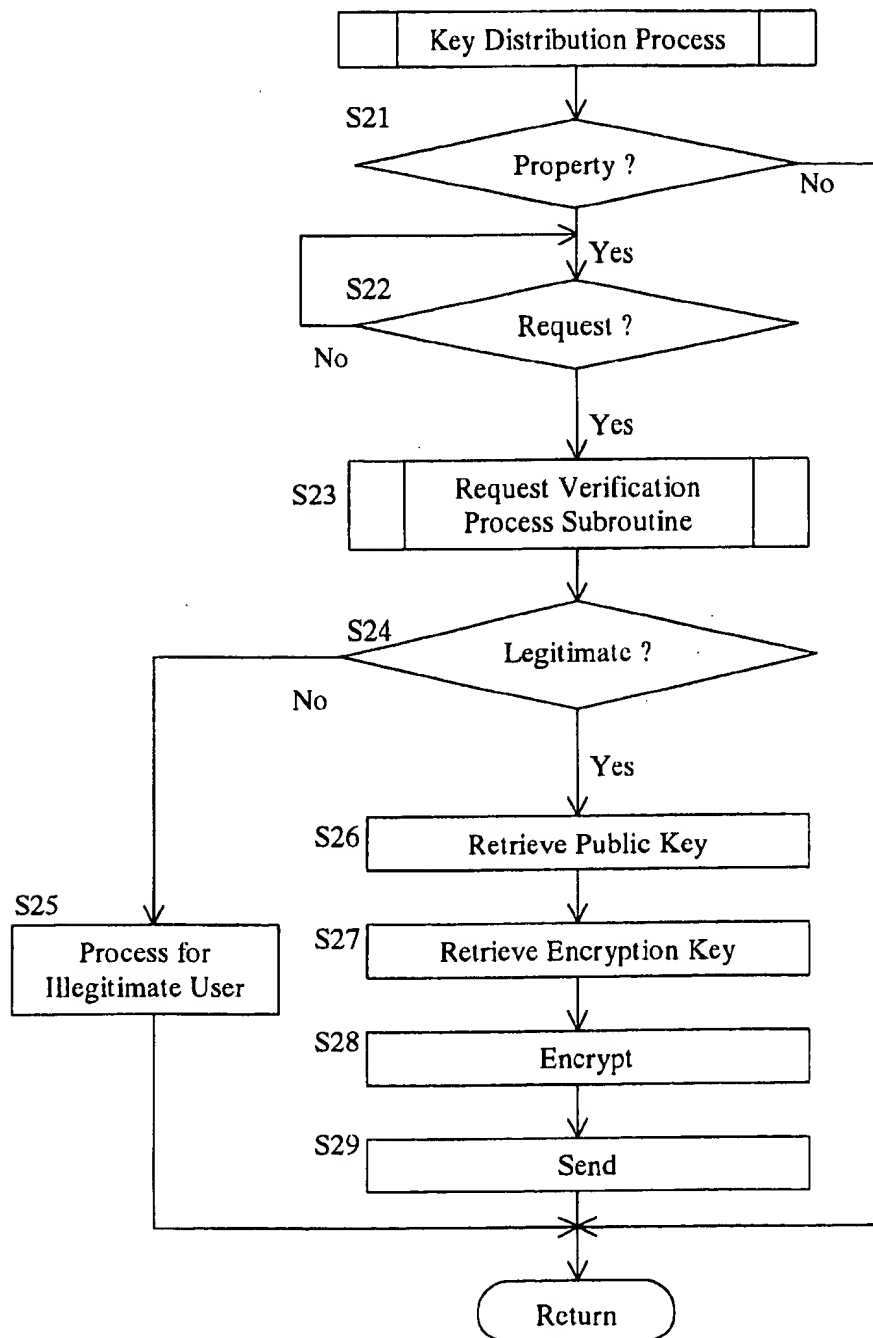 Key Distribution Process
S21
Property ?
No
Yes
S22
Request ?
No
Yes
S23
Request Verification
Process Subroutine
S24
Legitimate ?
No
Yes
S26
Retrieve Public Key
S25
Process for
Illegitimate User
S27
Retrieve Encryption Key
S28
Encrypt
S29
Send
Return